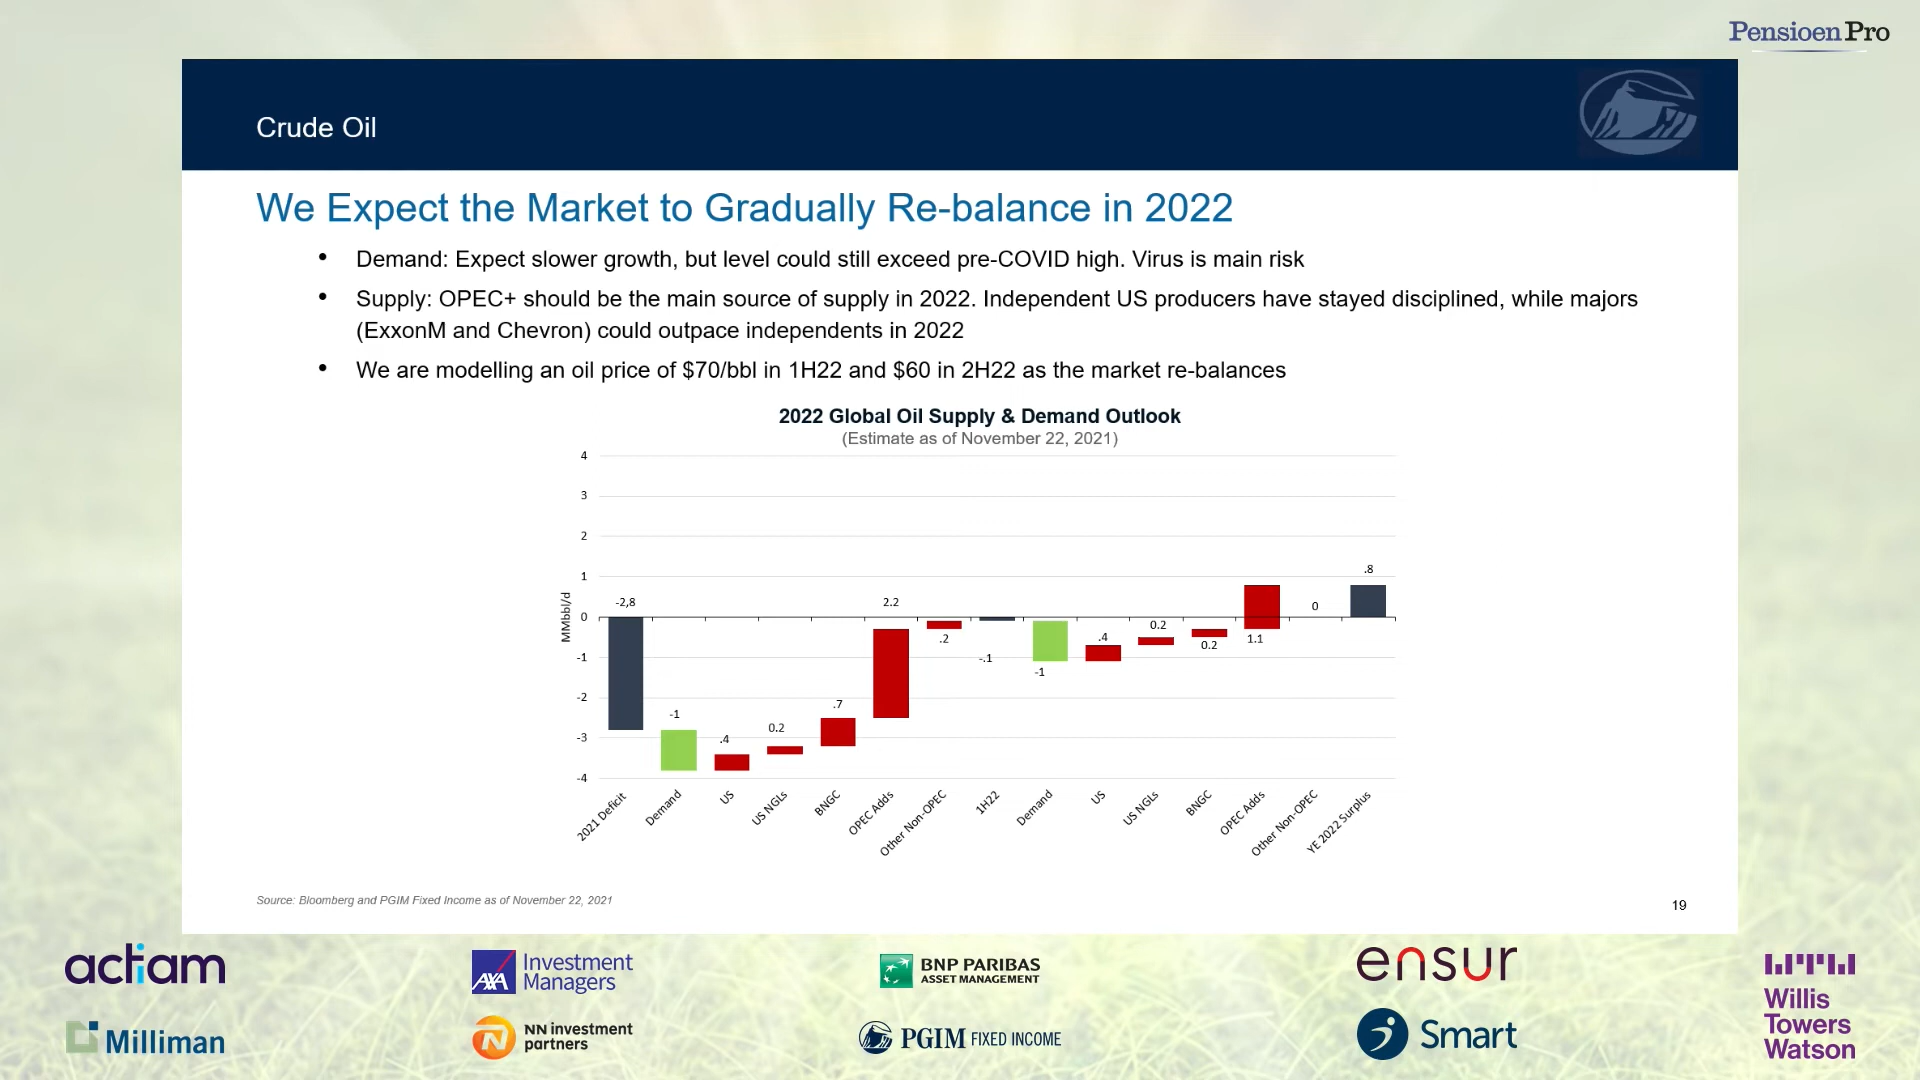 PensioenPro
Crude Oil
We Expect the Market to Gradually Re-balance in 2022
• Demand: Expect slower growth, but level could still exceed pre-COVID high. Virus is main risk
• Supply: OPEC+ should be the main source of supply in 2022. Independent US producers have stayed disciplined, while majors
(ExxonM and Chevron) could outpace independents in 2022
• We are modelling an oil price of $70/bbl in 1H22 and $60 in 2H22 as the market re-balances
2022 Global Oil Supply & Demand Outlook
(Estimate as of November 22, 2021)
MMbbl/d
4
3
2
1
0
-1
-2
-3
-4
-2,8
-1
.4
0.2
.7
2.2
.2
-.1
-1
.4
0.2
0.2
1.1
0
.8
2021 Deficit
Demand
US
US NGLs
BNGC
OPEC Adds
Other Non-OPEC
1H22
Demand
US
US NGLs
BNGC
OPEC Adds
Other Non-OPEC
YE 2022 Surplus
Source: Bloomberg and PGIM Fixed Income as of November 22, 2021
19
actiam
AXA
Investment
Managers
BNP PARIBAS
ASSET MANAGEMENT
ensur
WTW
Willis
Towers
Watson
Milliman
NN investment
partners
PGIM FIXED INCOME
Smart